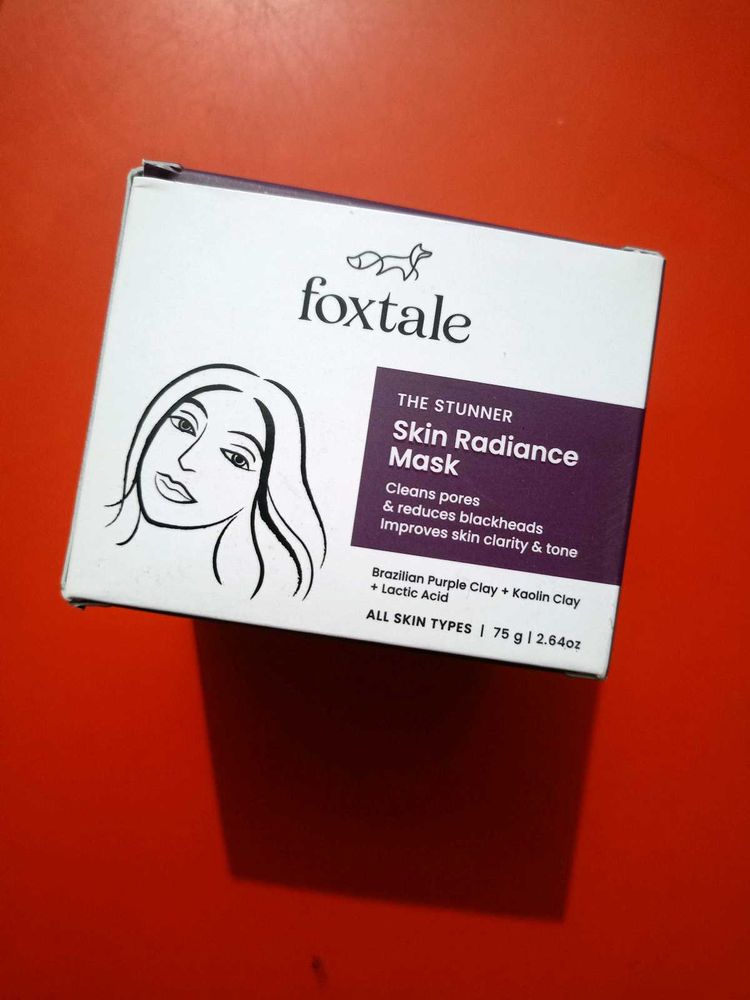 foxtale
THE STUNNER
Skin Radiance
Mask
Cleans pores
& reduces blackheads
Improves skin clarity & tone
Brazilian Purple Clay + Kaolin Clay
+ Lactic Acid
ALL SKIN TYPES | 75 g | 2.64oz